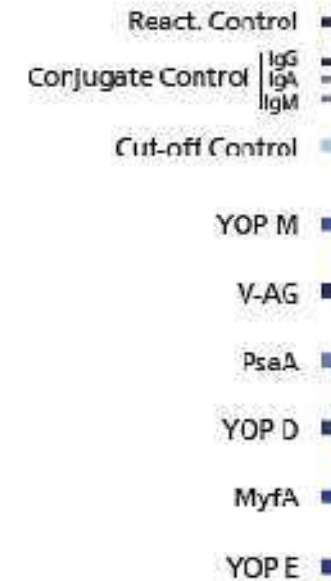 React. Control
IgG
Conjugate Control IgA
IgM
Cut-off Control
YOP M
V-AG
PsaA
YOP D
MyfA
YOP E